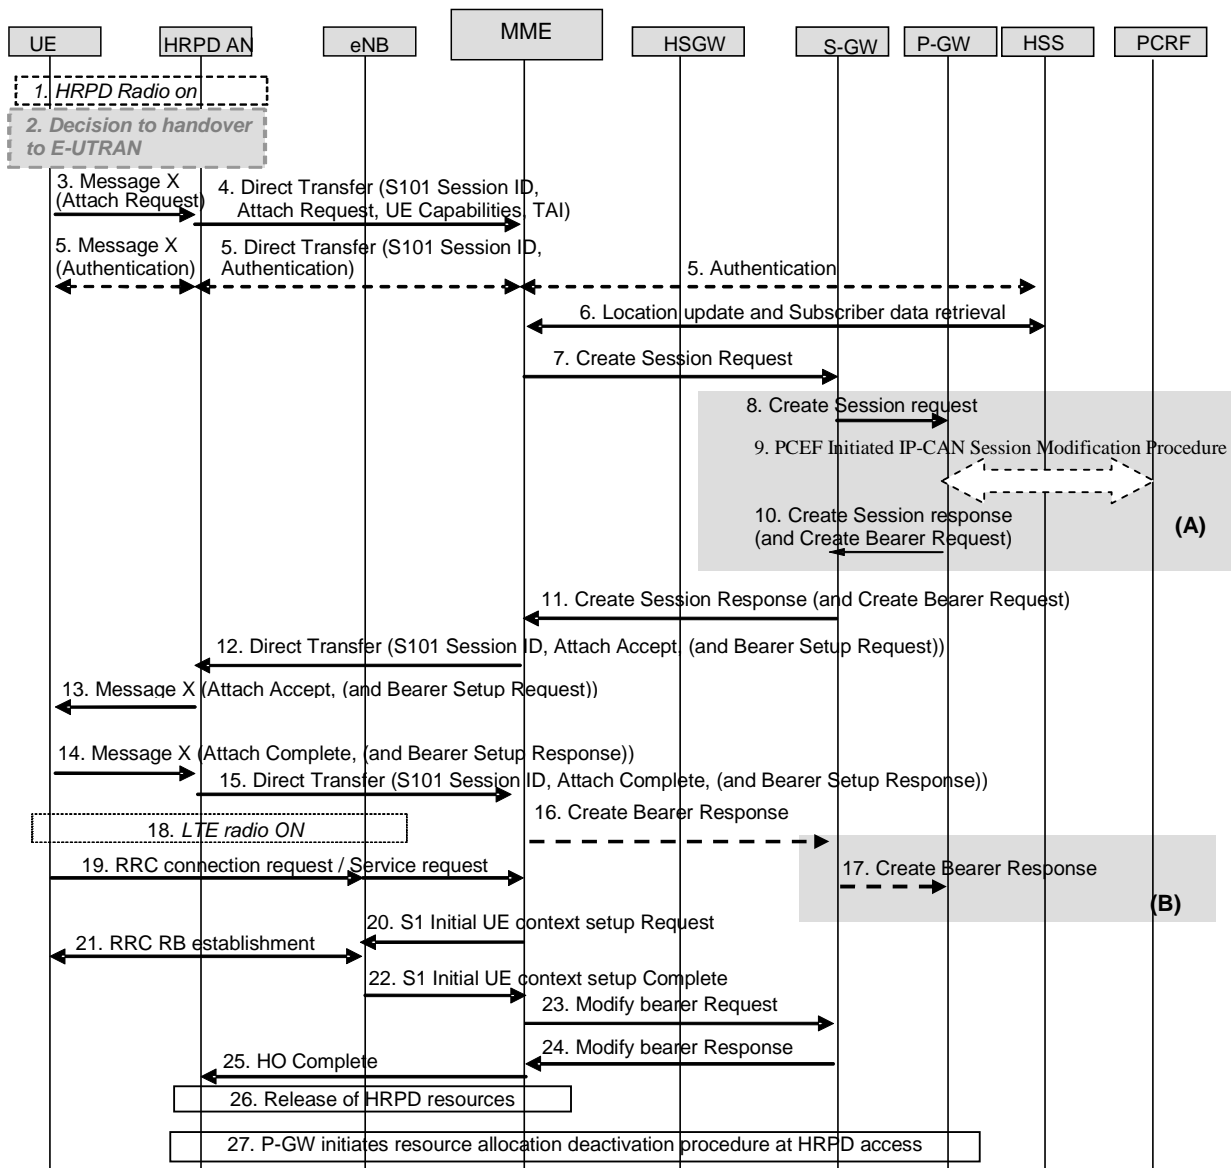 UE
HRPD AN
eNB
MME
HSGW
S-GW
P-GW
HSS
PCRF
1. HRPD Radio on
2. Decision to handover
to E-UTRAN
3. Message X
(Attach Request)
4. Direct Transfer (S101 Session ID,
Attach Request, UE Capabilities, TAI)
5. Message X
(Authentication)
5. Direct Transfer (S101 Session ID,
Authentication)
5. Authentication
6. Location update and Subscriber data retrieval
7. Create Session Request
8. Create Session request
9. PCEF Initiated IP-CAN Session Modification Procedure
10. Create Session response
(and Create Bearer Request)
(A)
11. Create Session Response (and Create Bearer Request)
12. Direct Transfer (S101 Session ID, Attach Accept, (and Bearer Setup Request))
13. Message X (Attach Accept, (and Bearer Setup Request))
14. Message X (Attach Complete, (and Bearer Setup Response))
15. Direct Transfer (S101 Session ID, Attach Complete, (and Bearer Setup Response))
16. Create Bearer Response
18. LTE radio ON
19. RRC connection request / Service request
17. Create Bearer Response
(B)
20. S1 Initial UE context setup Request
21. RRC RB establishment
22. S1 Initial UE context setup Complete
23. Modify bearer Request
24. Modify bearer Response
25. HO Complete
26. Release of HRPD resources
27. P-GW initiates resource allocation deactivation procedure at HRPD access